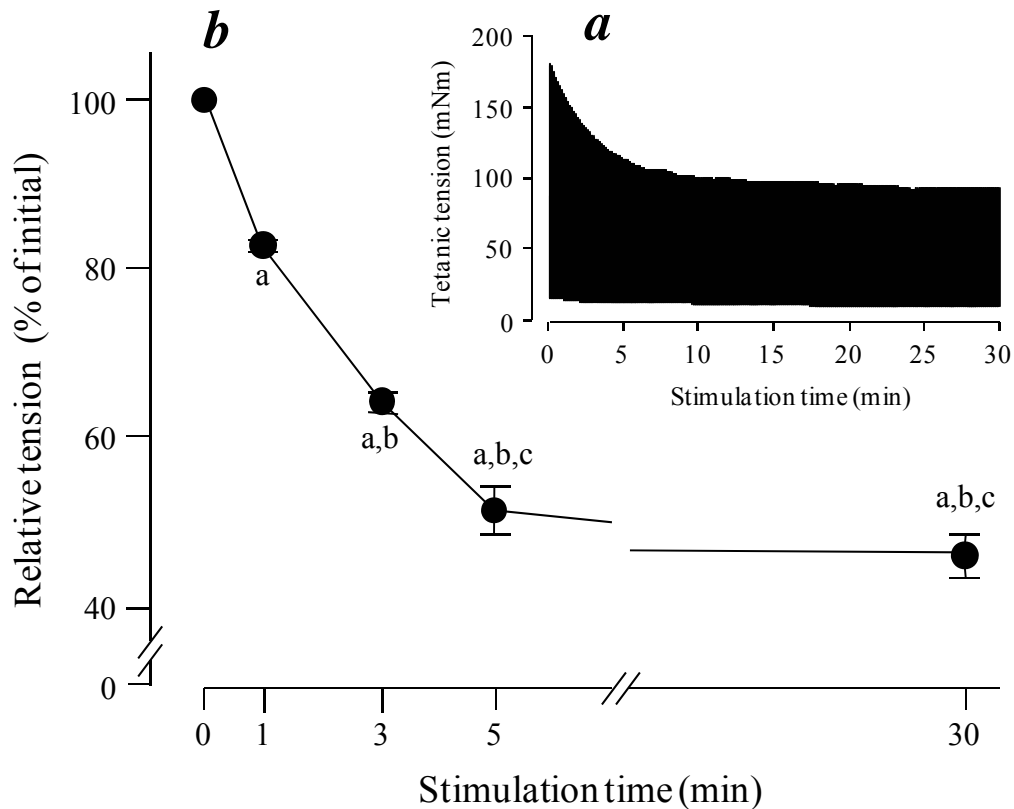 b
Relative tension (% of initial)
100
80
60
40
0
a
a,b
a,b,c
a,b,c
0 1 3 5 30
Stimulation time (min)
a
Tetanic tension (mNm)
200
150
100
50
0
0 5 10 15 20 25 30
Stimulation time (min)